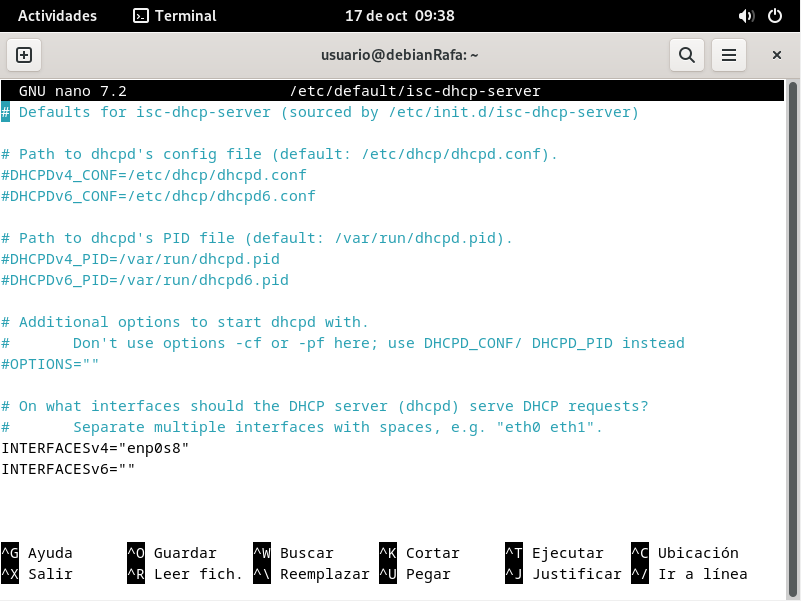 Actividades Terminal 17 de oct 09:38
usuario@debianRafa: ~
GNU nano 7.2 /etc/default/isc-dhcp-server
# Defaults for isc-dhcp-server (sourced by /etc/init.d/isc-dhcp-server)
# Path to dhcpd's config file (default: /etc/dhcp/dhcpd.conf).
#DHCPDv4_CONF=/etc/dhcp/dhcpd.conf
#DHCPDv6_CONF=/etc/dhcp/dhcpd6.conf
# Path to dhcpd's PID file (default: /var/run/dhcpd.pid).
#DHCPDv4_PID=/var/run/dhcpd.pid
#DHCPDv6_PID=/var/run/dhcpd6.pid
# Additional options to start dhcpd with.
#       Don't use options -cf or -pf here; use DHCPD_CONF/ DHCPD_PID instead
#OPTIONS=""
# On what interfaces should the DHCP server (dhcpd) serve DHCP requests?
#       Separate multiple interfaces with spaces, e.g. "eth0 eth1".
INTERFACESv4="enp0s8"
INTERFACESv6=""
^G Ayuda ^O Guardar ^W Buscar ^K Cortar ^T Ejecutar ^C Ubicación
^X Salir ^R Leer fich. ^\ Reemplazar ^U Pegar ^J Justificar ^/ Ir a línea